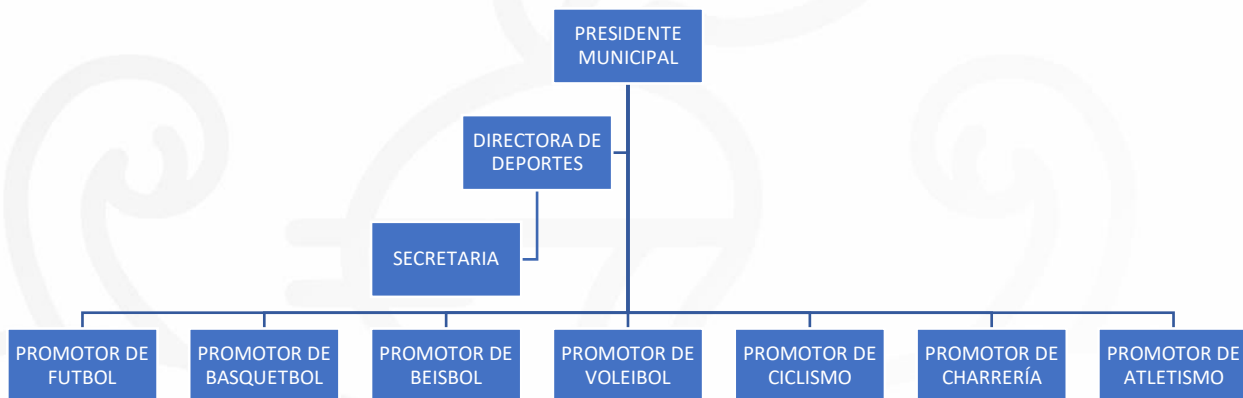 PRESIDENTE
MUNICIPAL
DIRECTORA DE
DEPORTES
SECRETARIA
PROMOTOR DE
FUTBOL
PROMOTOR DE
BASQUETBOL
PROMOTOR DE
BEISBOL
PROMOTOR DE
VOLEIBOL
PROMOTOR DE
CICLISMO
PROMOTOR DE
CHARRERÍA
PROMOTOR DE
ATLETISMO